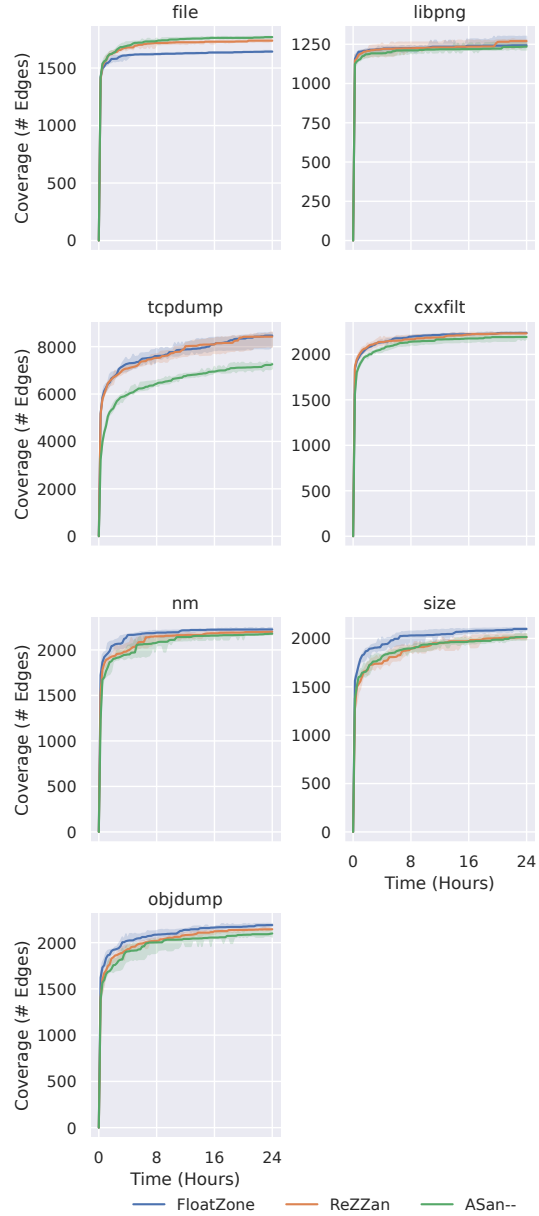 file
libpng
Coverage (# Edges)
1500
1000
500
0
1250
1000
750
500
250
0
tcpdump
cxxfilt
Coverage (# Edges)
8000
6000
4000
2000
0
2000
1500
1000
500
0
nm
size
Coverage (# Edges)
2000
1500
1000
500
0
2000
1500
1000
500
0
0 8 16 24
Time (Hours)
objdump
Coverage (# Edges)
2000
1500
1000
500
0
0 8 16 24
Time (Hours)
FloatZone ReZZan ASan--